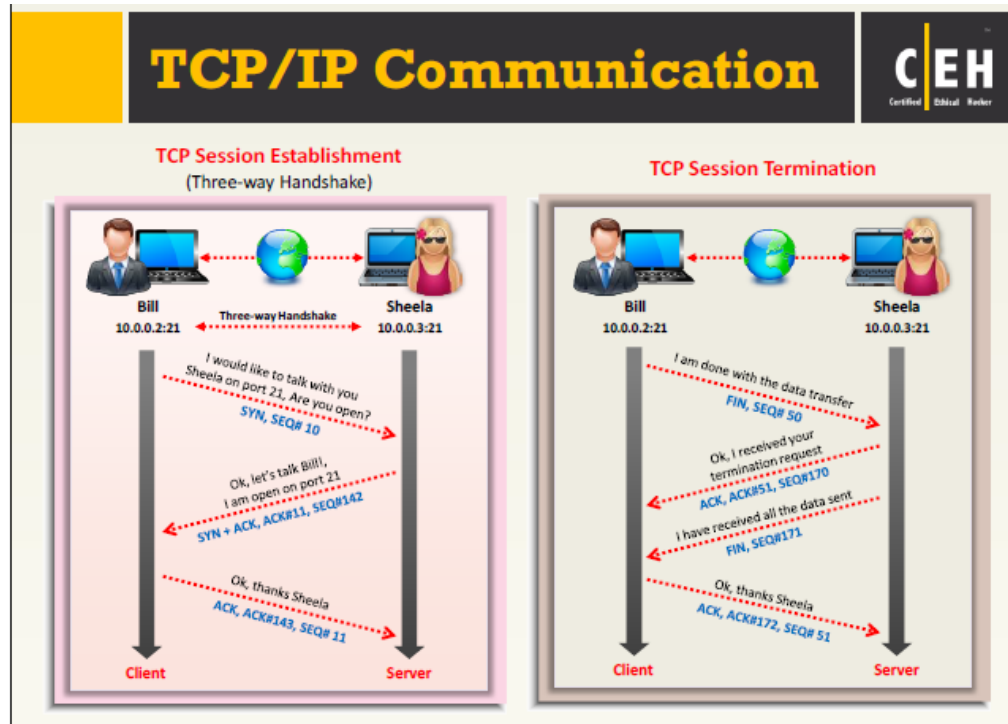 TCP/IP Communication
C EH
Certified Ethical Hacker
TCP Session Establishment
(Three-way Handshake)
Bill
10.0.0.2:21
Three-way Handshake
Sheela
10.0.0.3:21
I would like to talk with you
Sheela on port 21, Are you open?
SYN, SEQ# 10
Ok, let's talk Bill!,
I am open on port 21
SYN + ACK, ACK#11, SEQ#142
Ok, thanks Sheela
ACK, ACK#143, SEQ# 11
Client
Server
TCP Session Termination
Bill
10.0.0.2:21
Sheela
10.0.0.3:21
I am done with the data transfer
FIN, SEQ# 50
Ok, I received your
termination request
ACK, ACK#51, SEQ#170
I have received all the data sent
FIN, SEQ#171
Ok, thanks Sheela
ACK, ACK#172, SEQ# 51
Client
Server